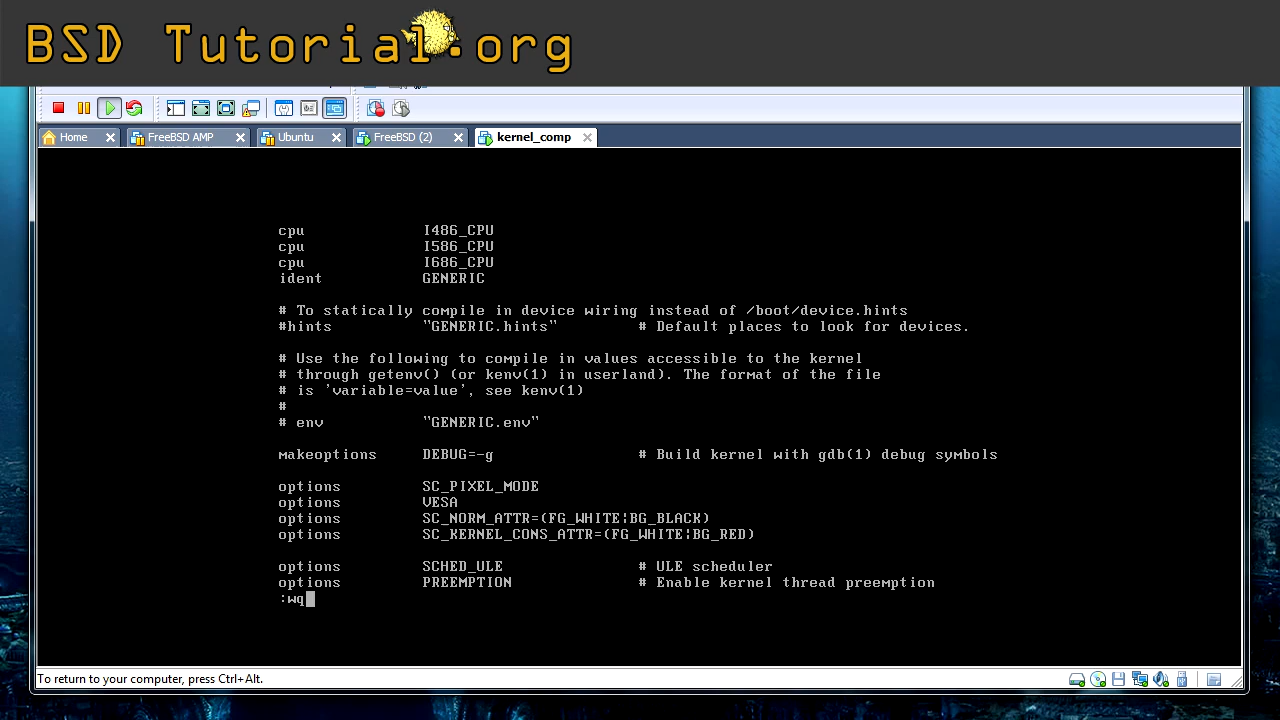 BSD Tutorial.org
Home
FreeBSD AMP
Ubuntu
FreeBSD (2)
kernel_comp
cpu I486_CPU
cpu I586_CPU
cpu I686_CPU
ident GENERIC
# To statically compile in device wiring instead of /boot/device.hints
#hints "GENERIC.hints" # Default places to look for devices.
# Use the following to compile in values accessible to the kernel
# through getenv() (or kenv(1) in userland). The format of the file
# is 'variable=value', see kenv(1)
#
# env "GENERIC.env"
makeoptions DEBUG=-g # Build kernel with gdb(1) debug symbols
options SC_PIXEL_MODE
options VESA
options SC_NORM_ATTR=(FG_WHITE|BG_BLACK)
options SC_KERNEL_CONS_ATTR=(FG_WHITE|BG_RED)
options SCHED_ULE # ULE scheduler
options PREEMPTION # Enable kernel thread preemption
:wq
To return to your computer, press Ctrl+Alt.